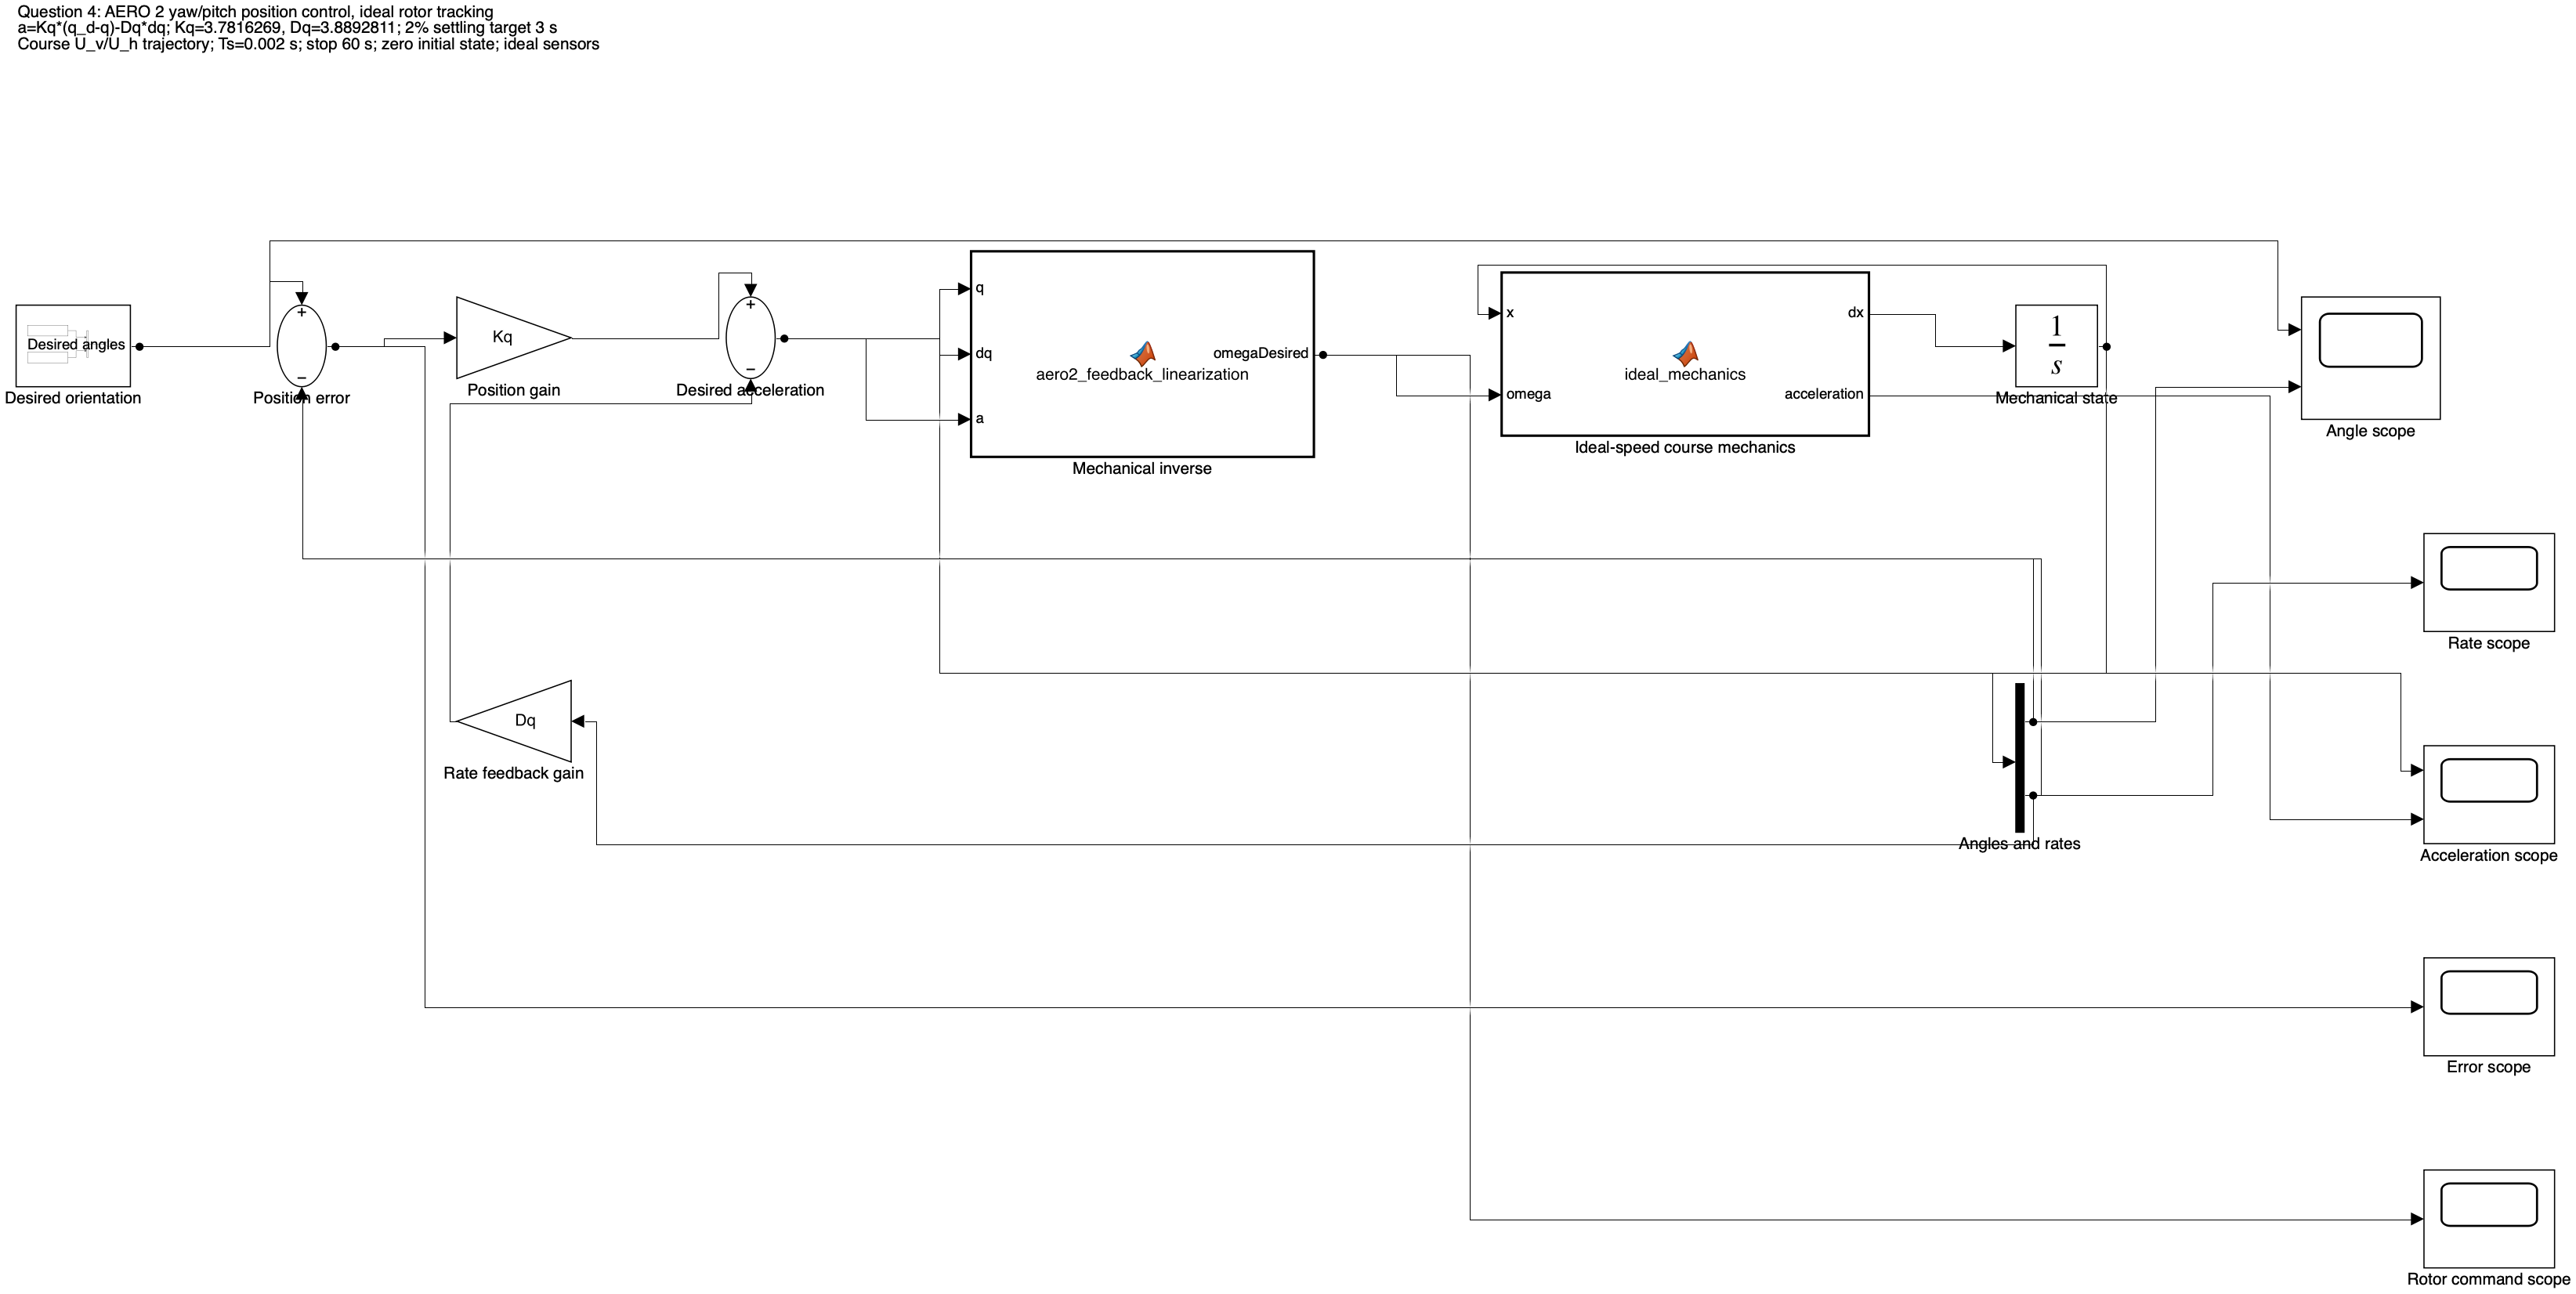 Question 4: AERO 2 yaw/pitch position control, ideal rotor tracking
a=Kq*(q_d-q)-Dq*dq; Kq=3.7816269, Dq=3.8892811; 2% settling target 3 s
Course U_v/U_h trajectory; Ts=0.002 s; stop 60 s; zero initial state; ideal sensors
Desired angles
Desired orientation
+
−
Position error
Kq
Position gain
+
−
Desired acceleration
q
dq
a
omegaDesired
aero2_feedback_linearization
Mechanical inverse
x
omega
dx
acceleration
ideal_mechanics
Ideal-speed course mechanics
1
s
Mechanical state
Angle scope
Rate scope
Dq
Rate feedback gain
Angles and rates
Acceleration scope
Error scope
Rotor command scope